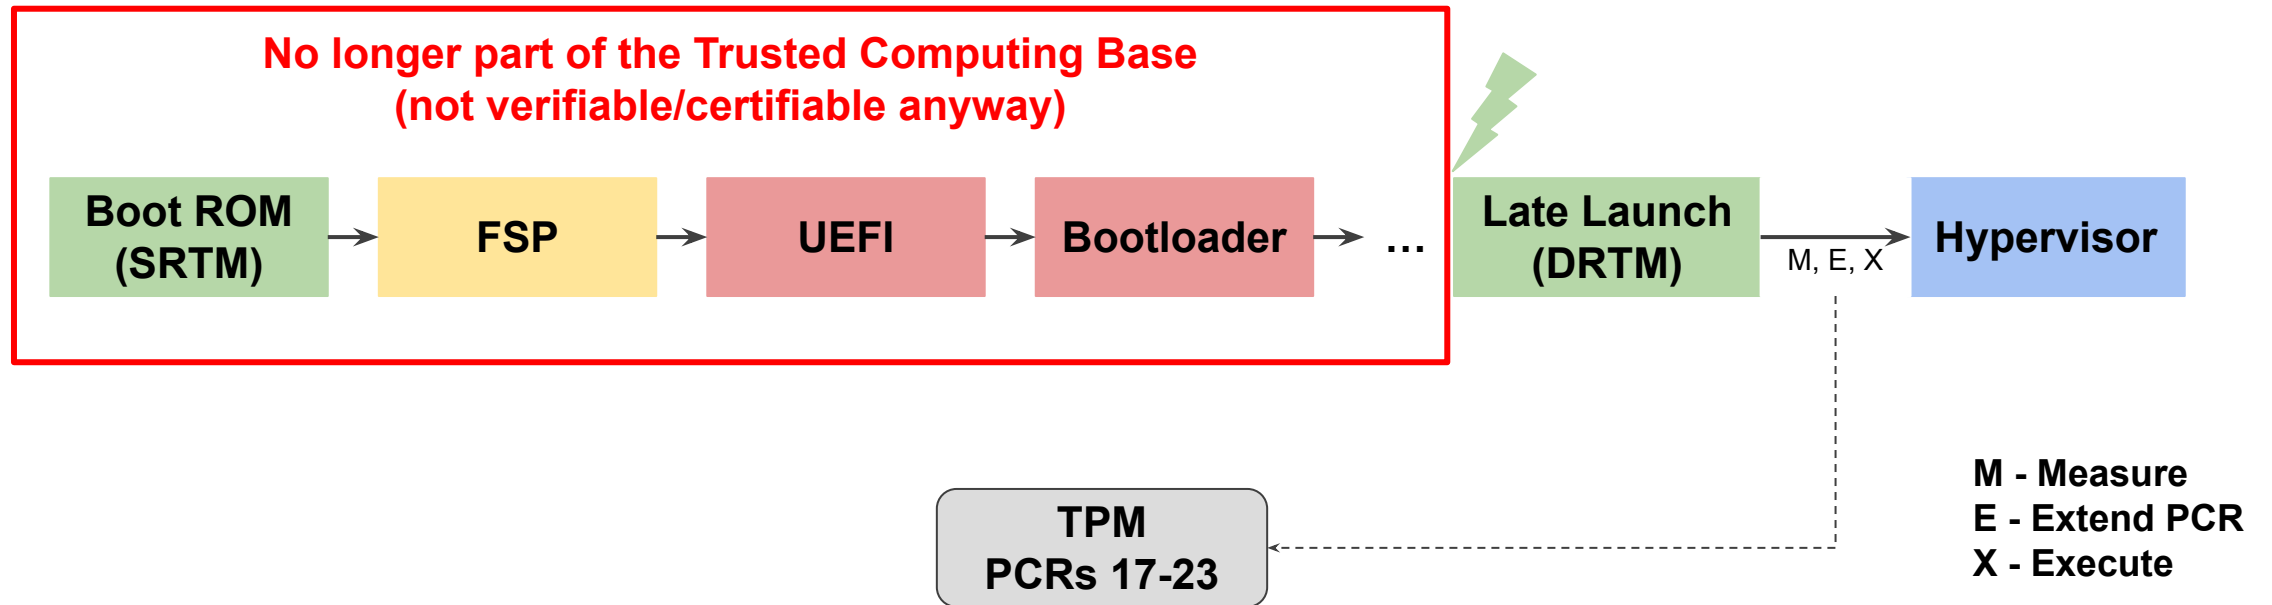 No longer part of the Trusted Computing Base
(not verifiable/certifiable anyway)
Boot ROM
(SRTM)
FSP
UEFI
Bootloader
...
Late Launch
(DRTM)
M, E, X
Hypervisor
TPM
PCRs 17-23
M - Measure
E - Extend PCR
X - Execute